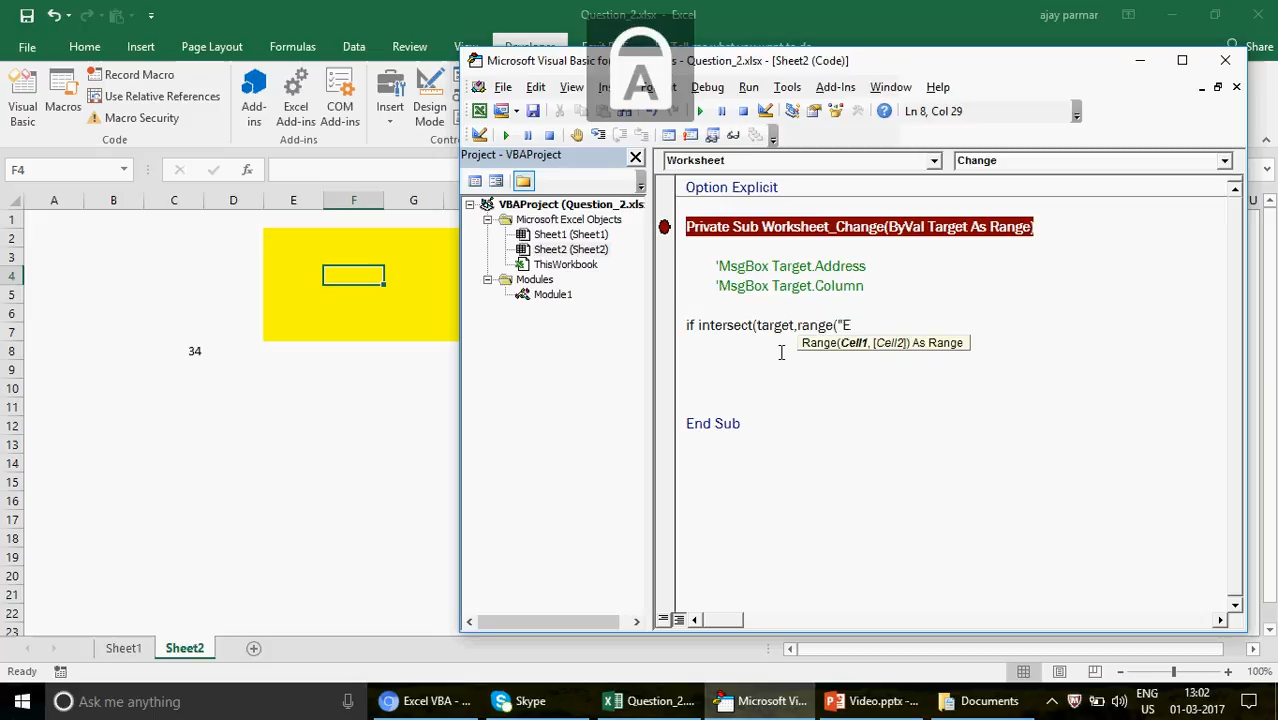 Question_2.xlsx - Excel
ajay parmar
File Home Insert Page Layout Formulas Data Review
Visual Basic
Macros
Record Macro
Use Relative References
Macro Security
Code
Add-ins
Excel Add-ins
COM Add-ins
Add-ins
Insert
Design Mode
Share
F4
fx
A B C D E F G U
1
2
3
4
5
6
7
8
34
9
10
11
12
13
14
15
16
17
18
19
20
21
22
23
Sheet1 Sheet2
Ready
100%
A
Microsoft Visual Basic for
- Question_2.xlsx - [Sheet2 (Code)]
File Edit View
Debug Run Tools Add-Ins Window Help
Ln 8, Col 29
Project - VBAProject
VBAProject (Question_2.xls
Microsoft Excel Objects
Sheet1 (Sheet1)
Sheet2 (Sheet2)
ThisWorkbook
Modules
Module1
Worksheet
Change
Option Explicit
Private Sub Worksheet_Change(ByVal Target As Range)
'MsgBox Target.Address
'MsgBox Target.Column
if intersect(target,range("E
Range(Cell1, [Cell2]) As Range
End Sub
Ask me anything
Excel VBA - ...
Skype
Question_2....
Microsoft Vi...
Video.pptx -...
Documents
ENG
US
13:02
01-03-2017